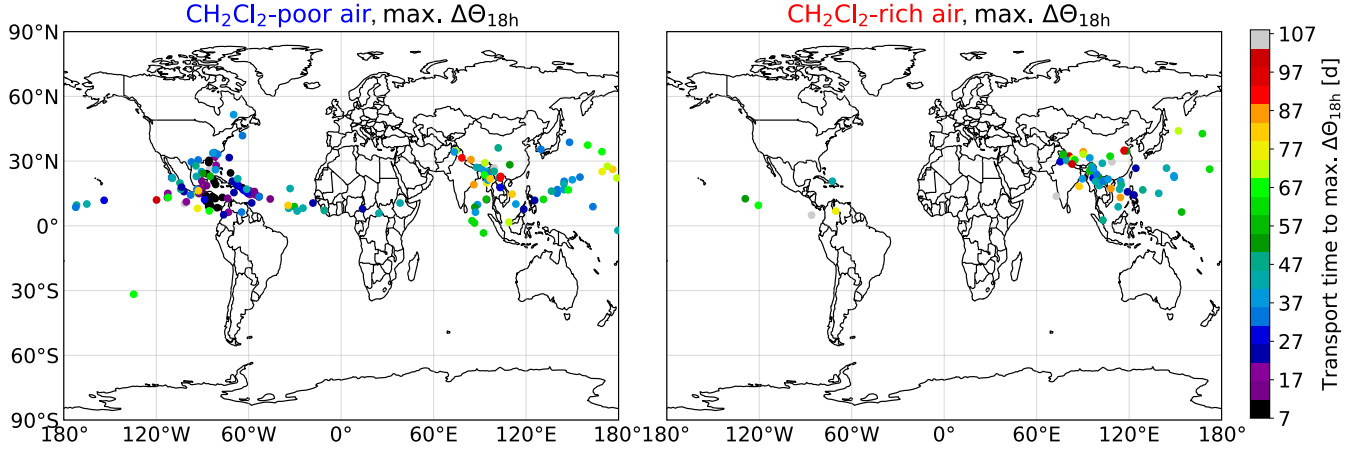 CH₂Cl₂-poor air, max. ΔΘ₁₈ₕ
CH₂Cl₂-rich air, max. ΔΘ₁₈ₕ
90°N
60°N
30°N
0°
30°S
60°S
90°S
180°
120°W
60°W
0°
60°E
120°E
180°
180°
120°W
60°W
0°
60°E
120°E
180°
107
97
87
77
67
57
47
37
27
17
7
Transport time to max. ΔΘ₁₈ₕ [d]